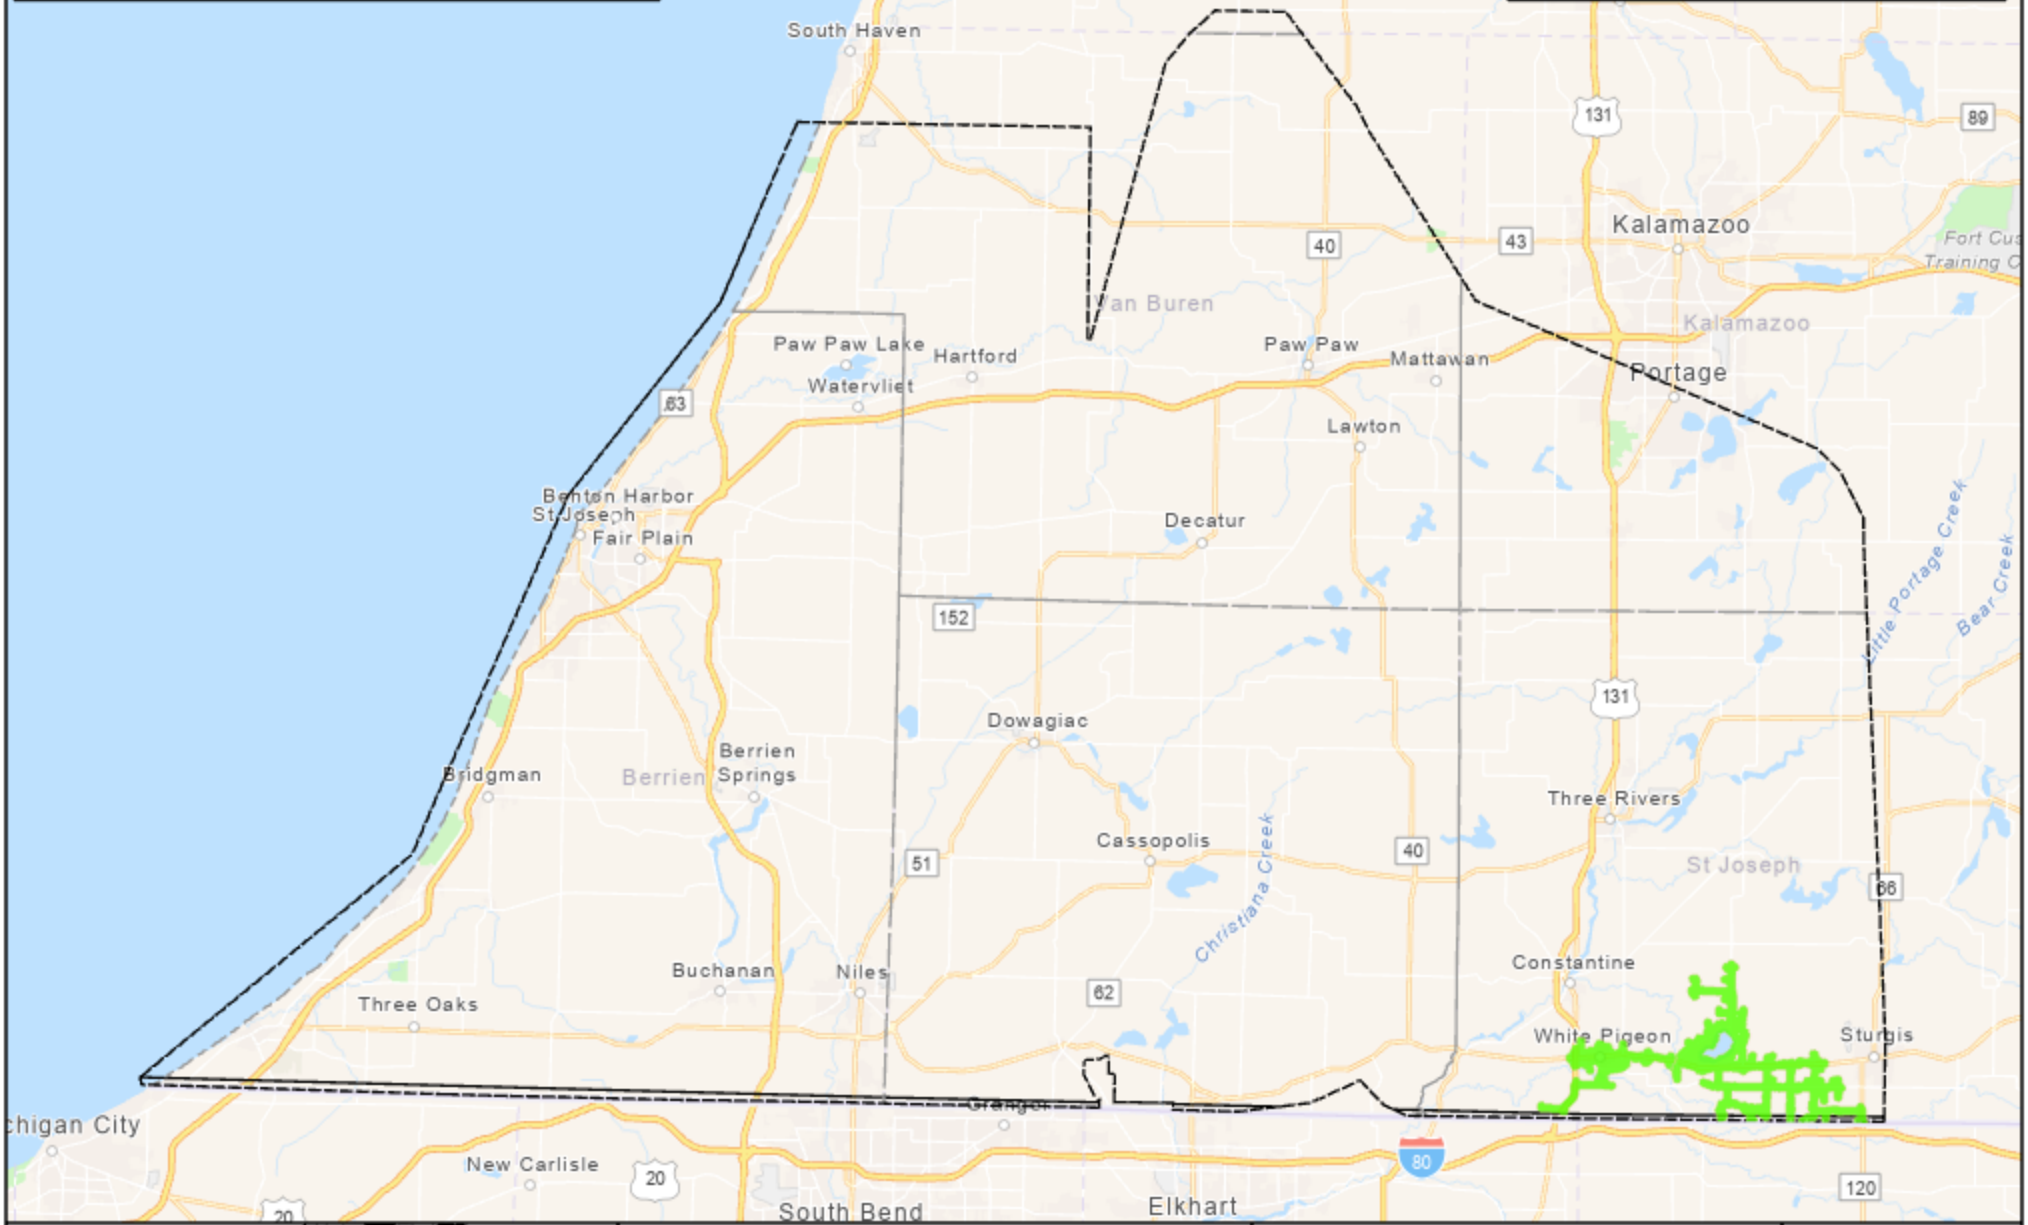 South Haven
131
89
Kalamazoo
40
43
Fort Cus
Training C
Van Buren
Kalamazoo
Paw Paw Lake
Hartford
Paw Paw
Mattawan
Portage
Watervliet
63
Lawton
Benton Harbor
St Joseph
Fair Plain
Decatur
Little Portage Creek
Bear Creek
152
131
Dowagiac
Berrien
Springs
Bridgman
Berrien
Three Rivers
Cassopolis
40
51
St Joseph
66
Christiana Creek
Constantine
Buchanan
Niles
62
Three Oaks
White Pigeon
Sturgis
Granger
chigan City
New Carlisle
20
80
120
20
South Bend
Elkhart